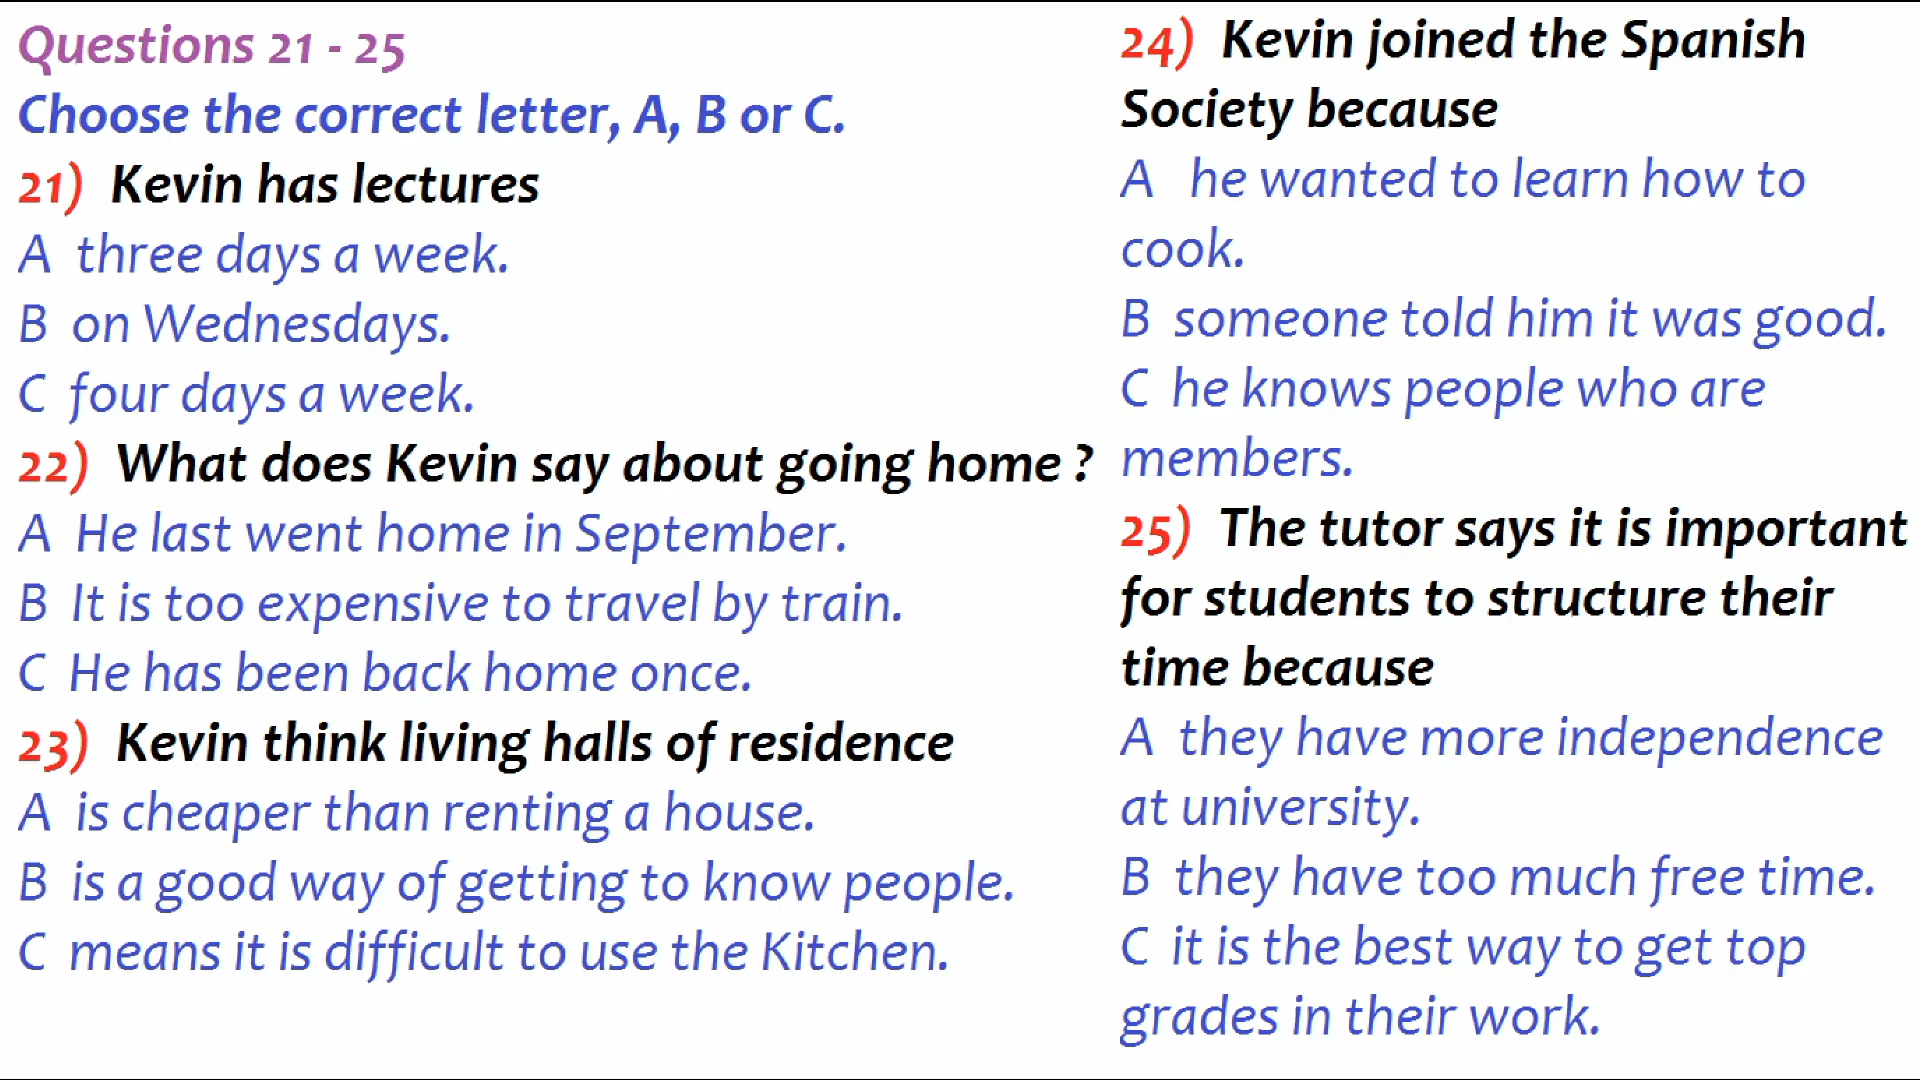 Questions 21 - 25
Choose the correct letter, A, B or C.
21) Kevin has lectures
A three days a week.
B on Wednesdays.
C four days a week.
22) What does Kevin say about going home ?
A He last went home in September.
B It is too expensive to travel by train.
C He has been back home once.
23) Kevin think living halls of residence
A is cheaper than renting a house.
B is a good way of getting to know people.
C means it is difficult to use the Kitchen.
24) Kevin joined the Spanish
Society because
A he wanted to learn how to
cook.
B someone told him it was good.
C he knows people who are
members.
25) The tutor says it is important
for students to structure their
time because
A they have more independence
at university.
B they have too much free time.
C it is the best way to get top
grades in their work.